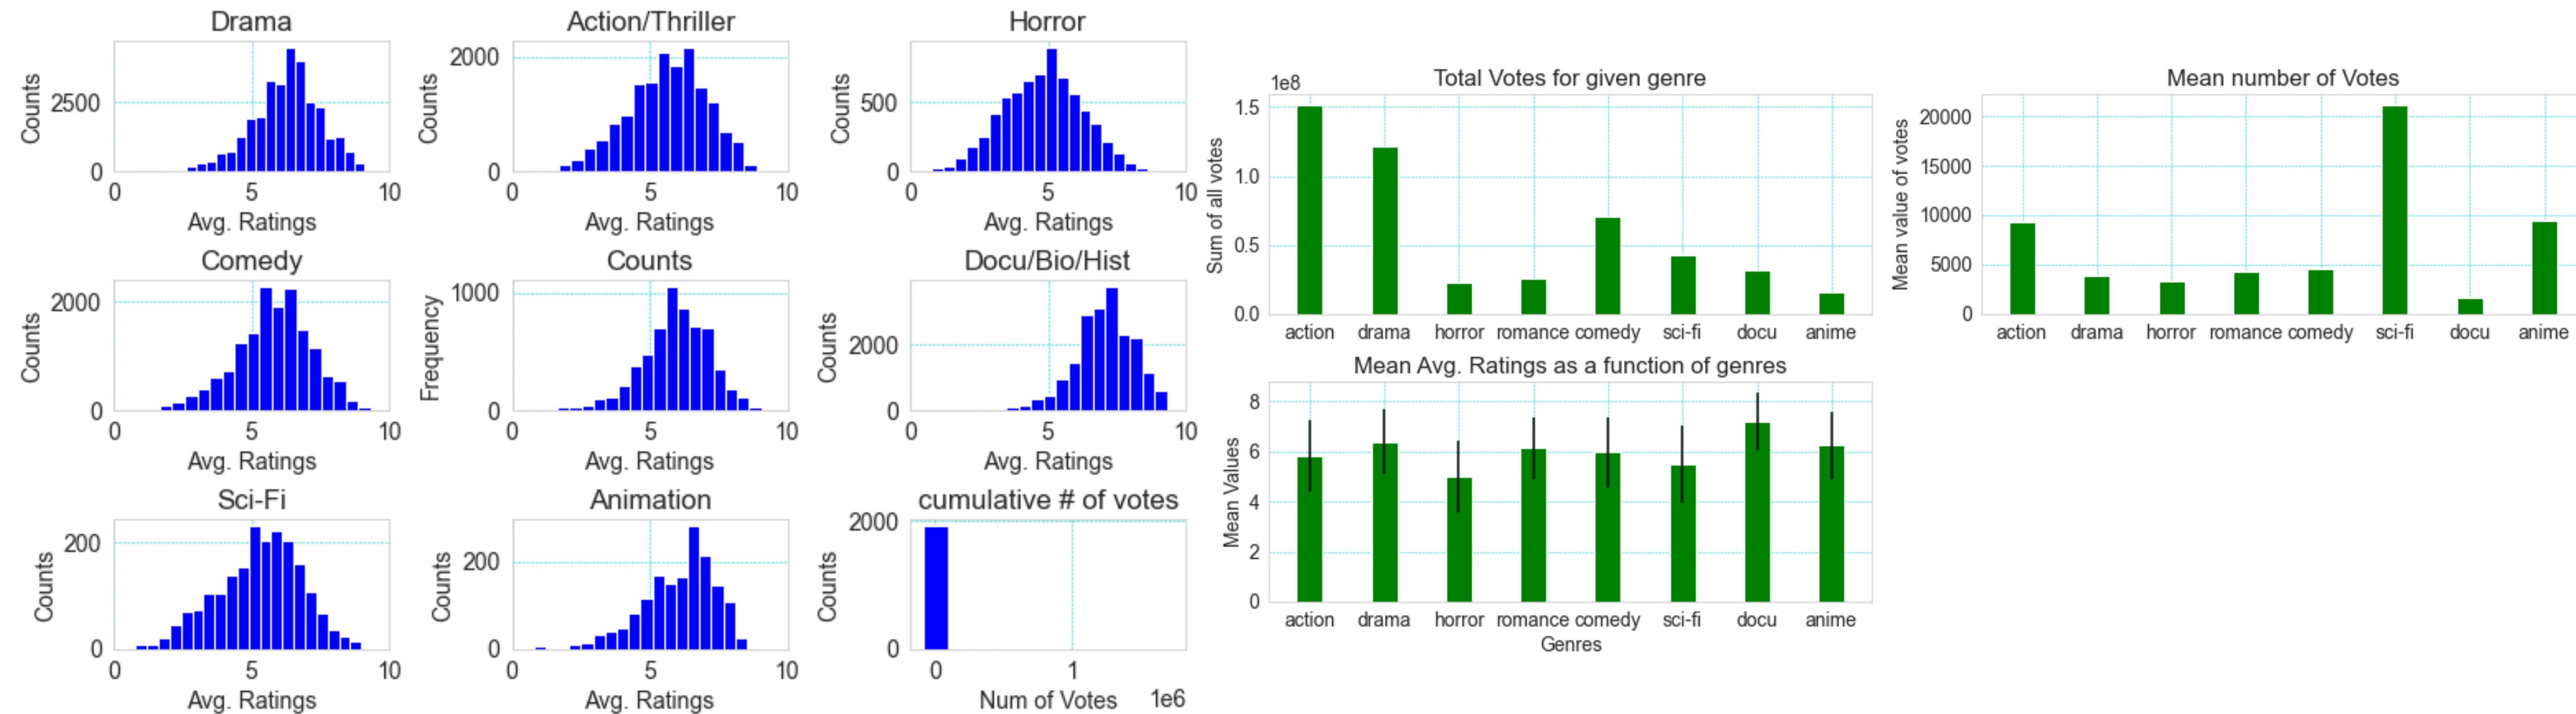 Drama
Counts
2500
0
0 5 10
Avg. Ratings
Action/Thriller
Counts
2000
0
0 5 10
Avg. Ratings
Horror
Counts
500
0
0 5 10
Avg. Ratings
Comedy
Counts
2000
0
0 5 10
Avg. Ratings
Counts
Frequency
1000
0
0 5 10
Avg. Ratings
Docu/Bio/Hist
Counts
2000
0
0 5 10
Avg. Ratings
Sci-Fi
Counts
200
0
0 5 10
Avg. Ratings
Animation
Counts
200
0
0 5 10
Avg. Ratings
cumulative # of votes
Counts
2000
0
0 1
Num of Votes 1e6
Total Votes for given genre
1e8
Sum of all votes
1.5
1.0
0.5
0.0
action drama horror romance comedy sci-fi docu anime
Mean number of Votes
Mean value of votes
20000
15000
10000
5000
0
action drama horror romance comedy sci-fi docu anime
Mean Avg. Ratings as a function of genres
Mean Values
8
6
4
2
0
action drama horror romance comedy sci-fi docu anime
Genres